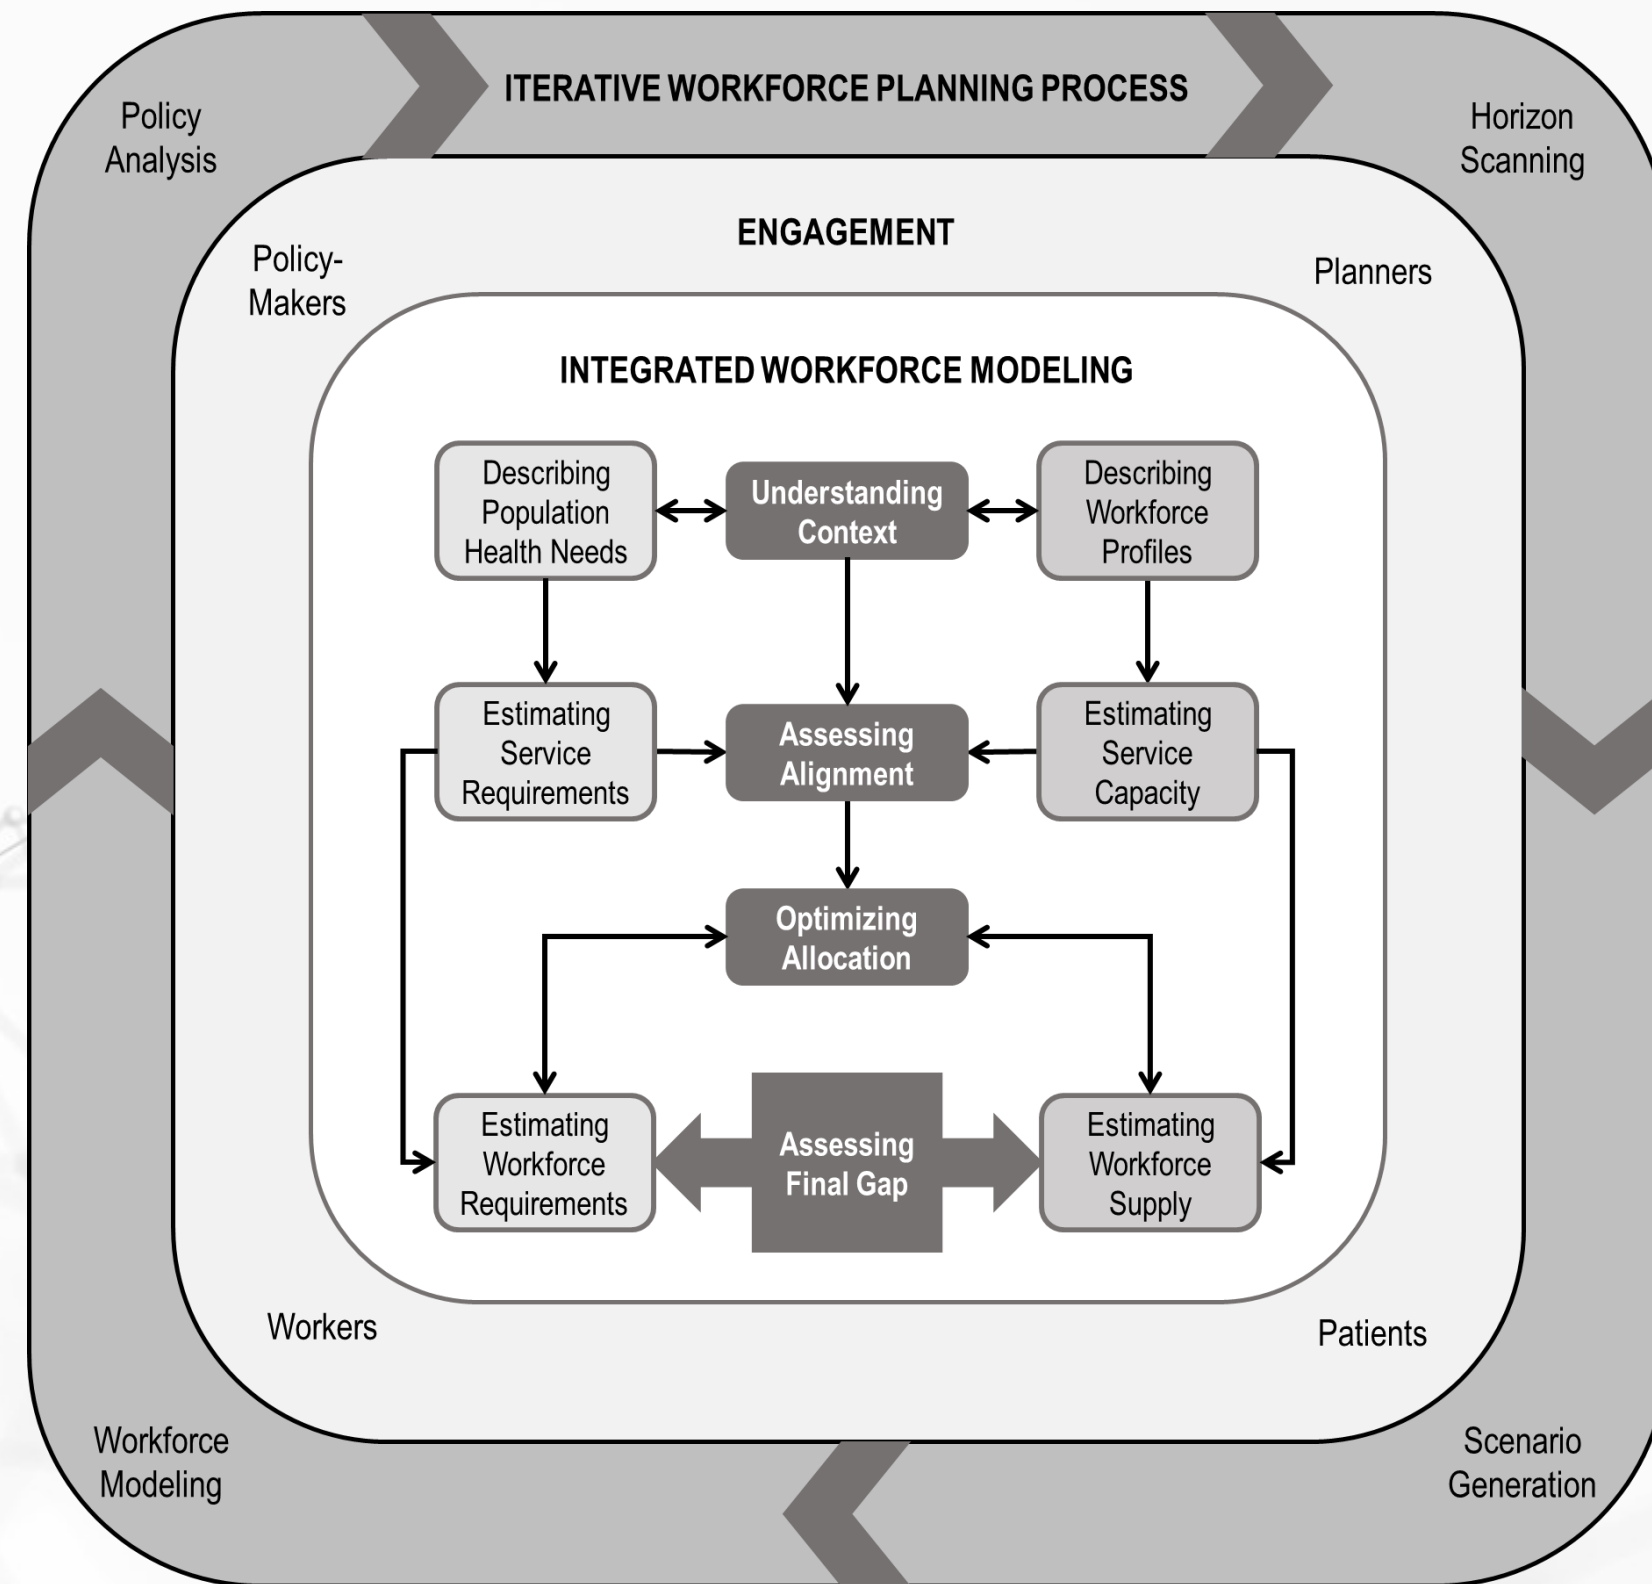 ITERATIVE WORKFORCE PLANNING PROCESS
Policy
Analysis
Horizon
Scanning
ENGAGEMENT
Policy-
Makers
Planners
INTEGRATED WORKFORCE MODELING
Describing
Population
Health Needs
Understanding
Context
Describing
Workforce
Profiles
Estimating
Service
Requirements
Assessing
Alignment
Estimating
Service
Capacity
Optimizing
Allocation
Estimating
Workforce
Requirements
Assessing
Final Gap
Estimating
Workforce
Supply
Workers
Patients
Workforce
Modeling
Scenario
Generation